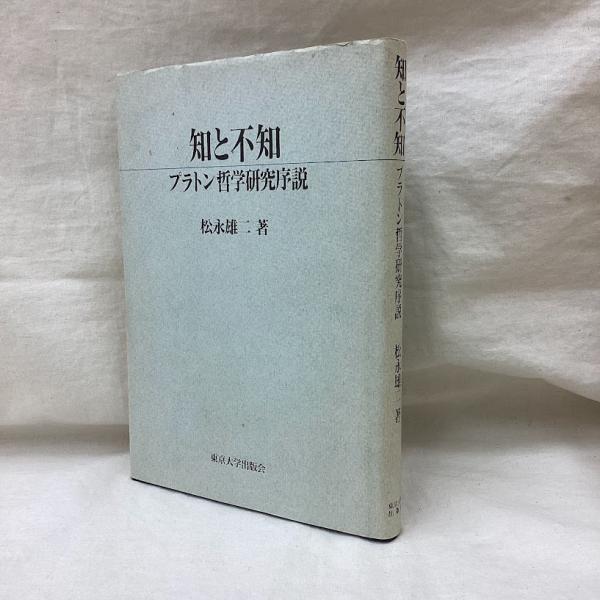 知と不知
プラトン哲学研究序説
松永雄二 著
東京大学出版会
知と不知 プラトン哲学研究序説 松永雄二 著